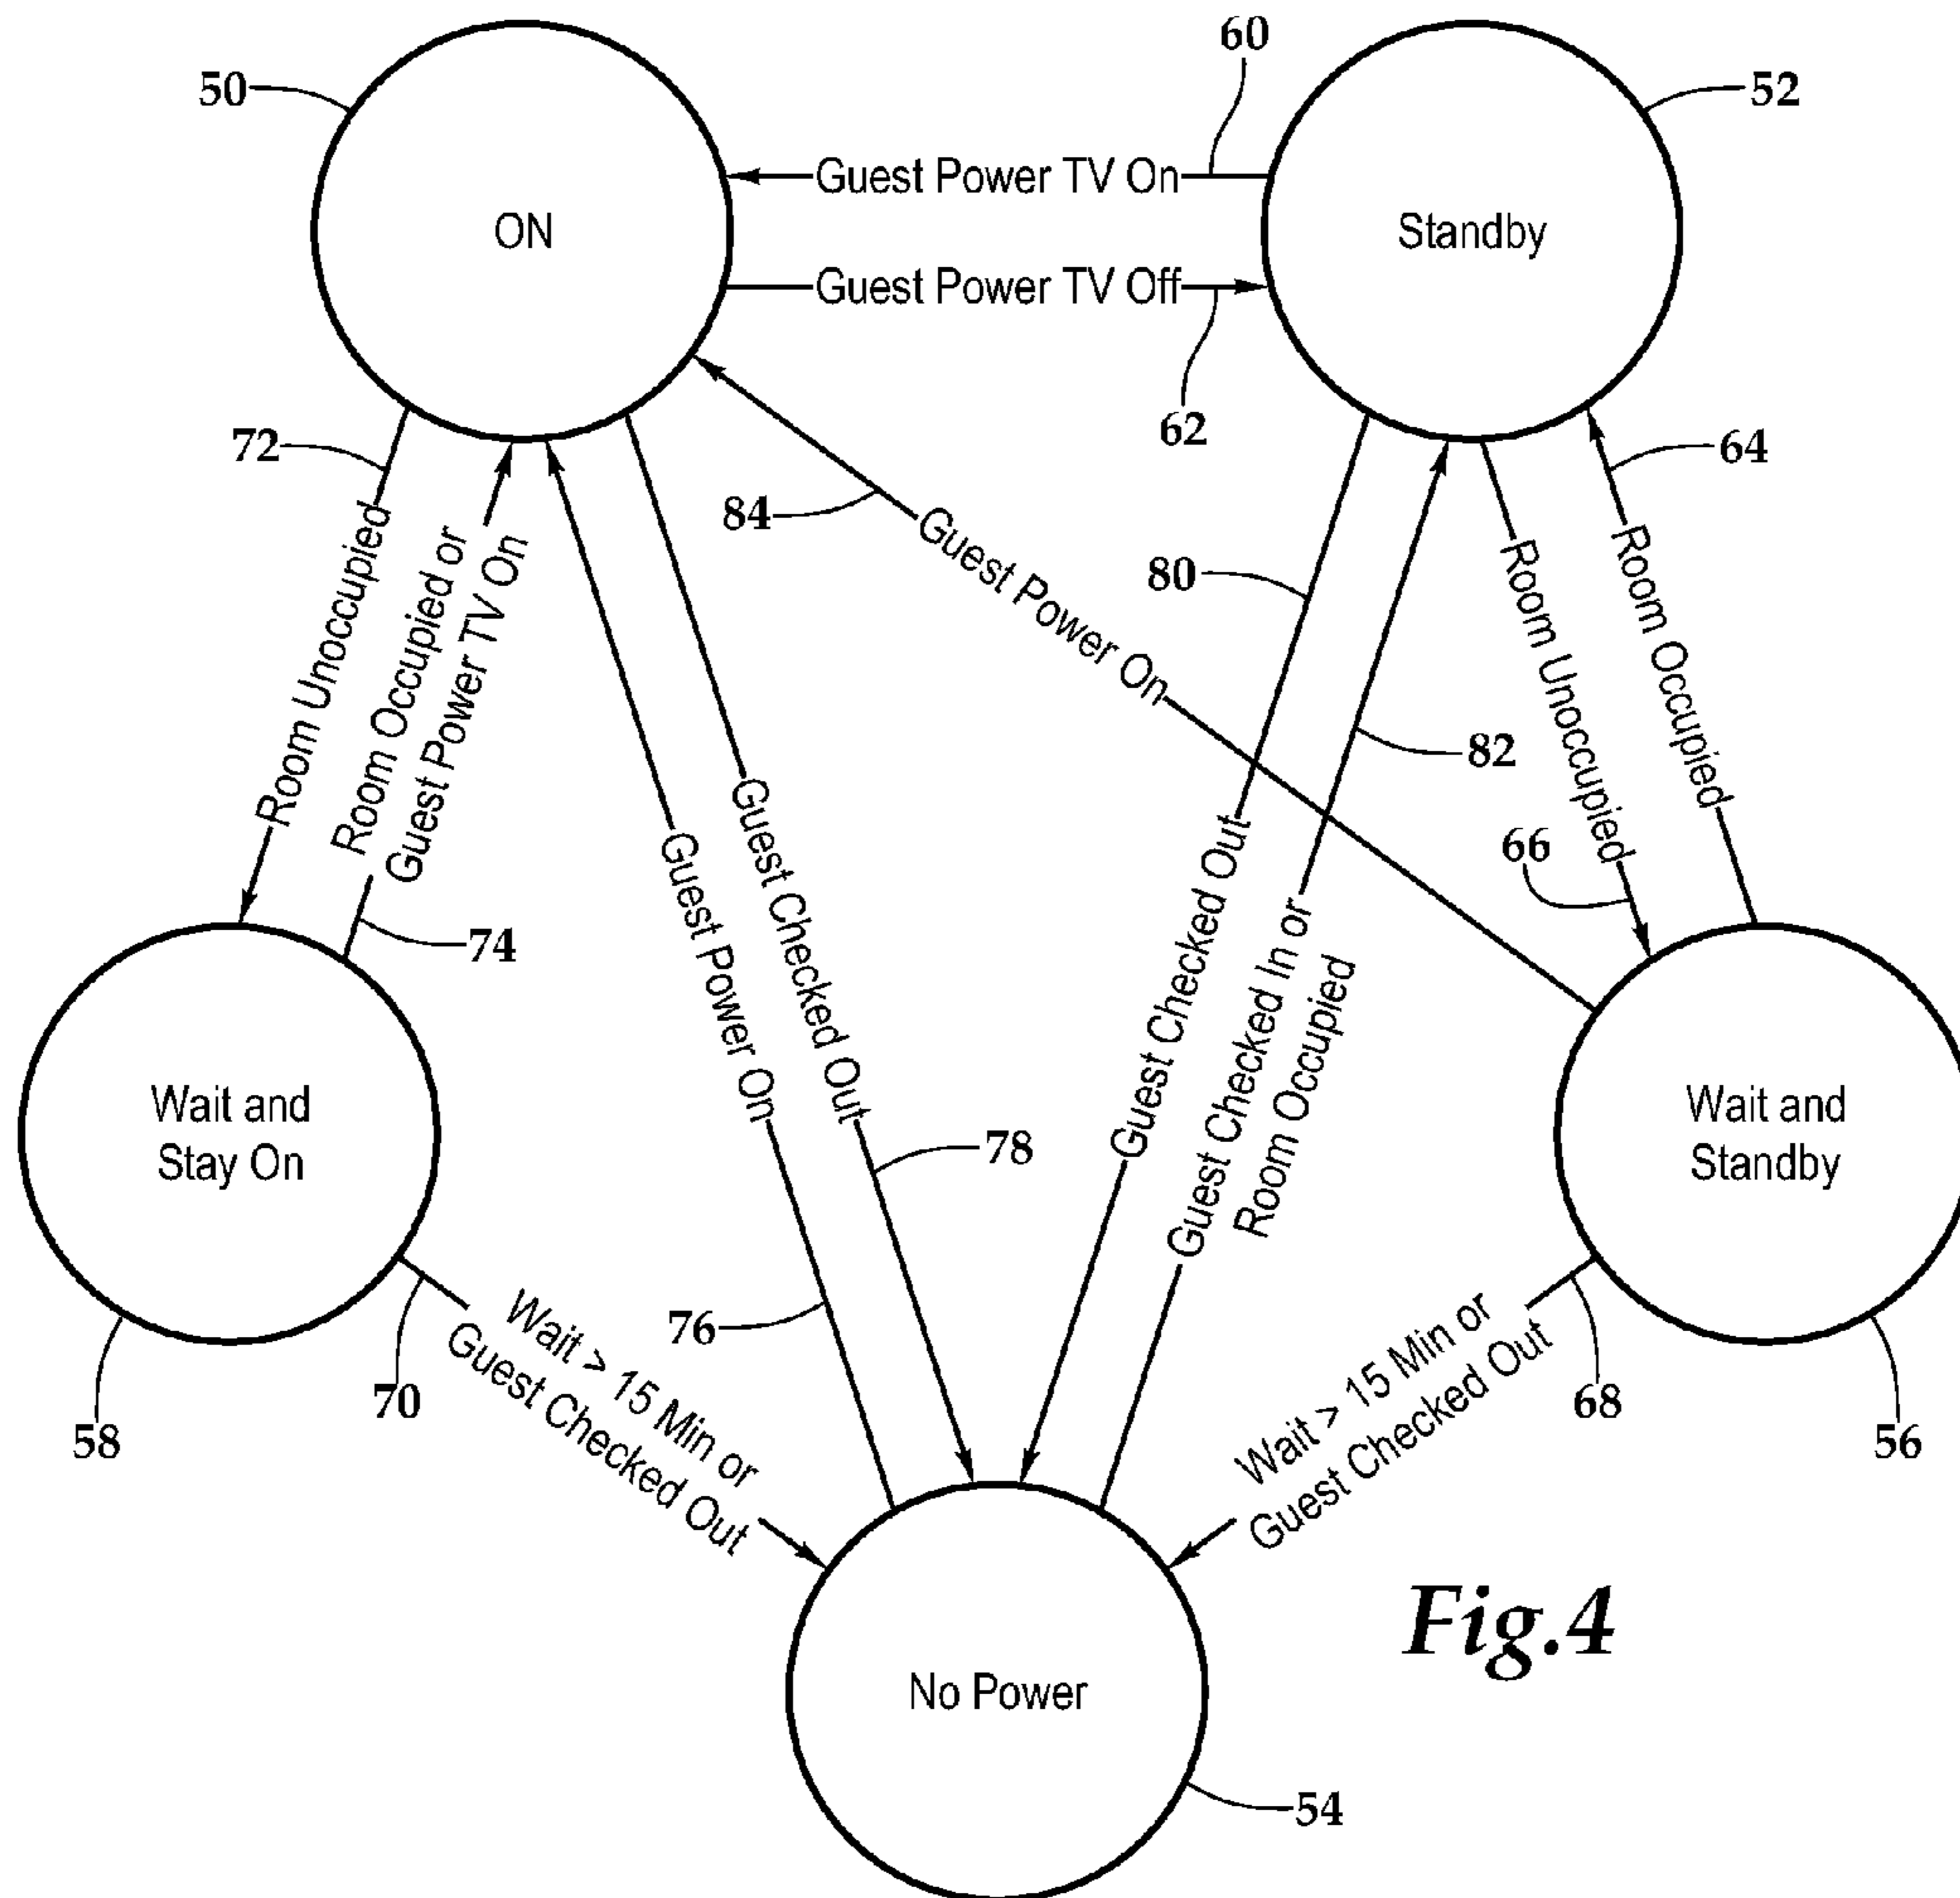 60
50
52
Guest Power TV On
ON
Standby
Guest Power TV Off
62
72
64
84
Room Unoccupied
Room Occupied or
Guest Power TV On
Guest Power On
80
Room Unoccupied
Room Occupied
82
66
74
Guest Power On
Guest Checked Out
Guest Checked Out
Guest Checked In or
Room Occupied
Wait and
Stay On
Wait and
Standby
78
76
70
58
Wait > 15 Min or
Guest Checked Out
Wait > 15 Min or
Guest Checked Out
68
56
Fig.4
No Power
54